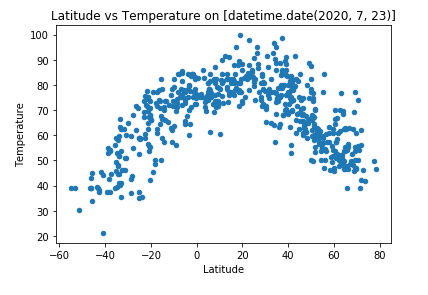 Latitude vs Temperature on [datetime.date(2020, 7, 23)]
100
90
80
70
60
50
40
30
20
Temperature
−60 −40 −20 0 20 40 60 80
Latitude